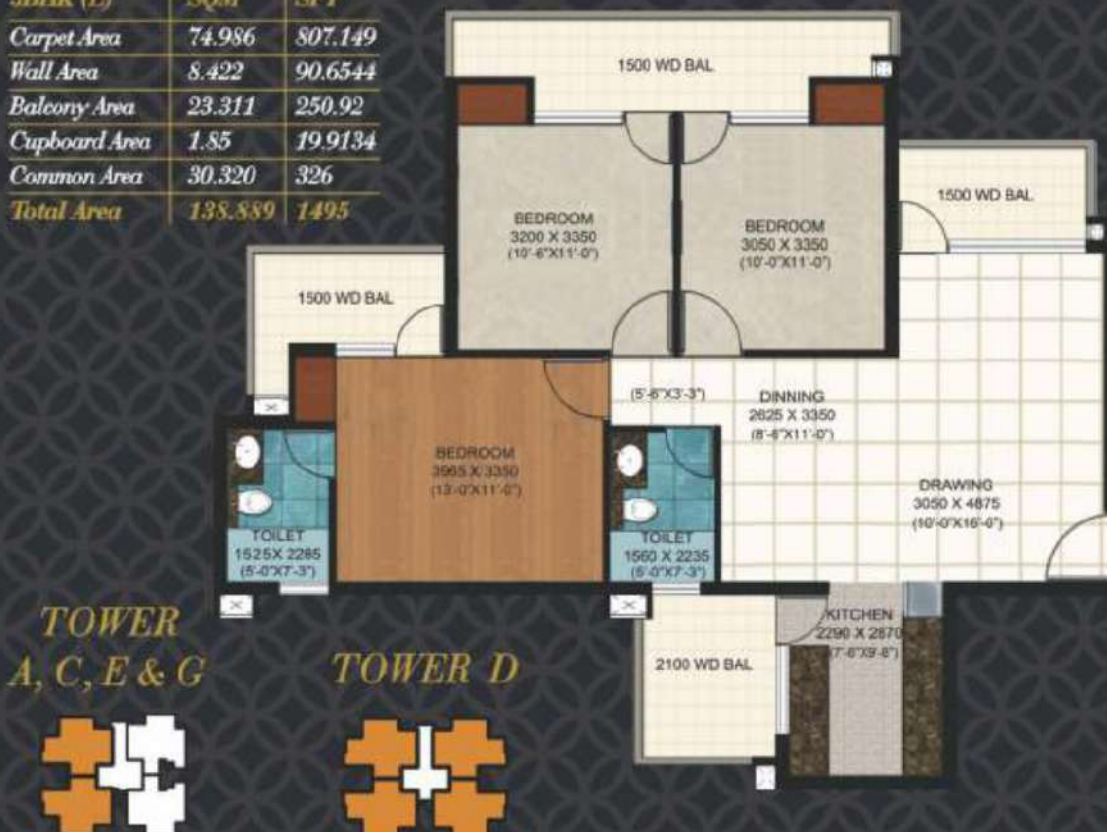 3BHK (L) SQM SFT
Carpet Area 74.986 807.149
Wall Area 8.422 90.6544
Balcony Area 23.311 250.92
Cupboard Area 1.85 19.9134
Common Area 30.320 326
Total Area 138.889 1495
1500 WD BAL
1500 WD BAL
BEDROOM
3200 X 3350
(10'-6"X11'-0")
BEDROOM
3050 X 3350
(10'-0"X11'-0")
1500 WD BAL
(5'-6"X3'-3")
DINNING
2625 X 3350
(8'-6"X11'-0")
BEDROOM
3965 X 3350
(13'-0"X11'-0")
DRAWING
3050 X 4875
(10'-0"X16'-0")
TOILET
1525X 2285
(5'-0"X7'-3")
TOILET
1560 X 2235
(5'-0"X7'-3")
KITCHEN
2290 X 2870
(7'-6"X9'-6")
2100 WD BAL
TOWER
A, C, E & G
TOWER D